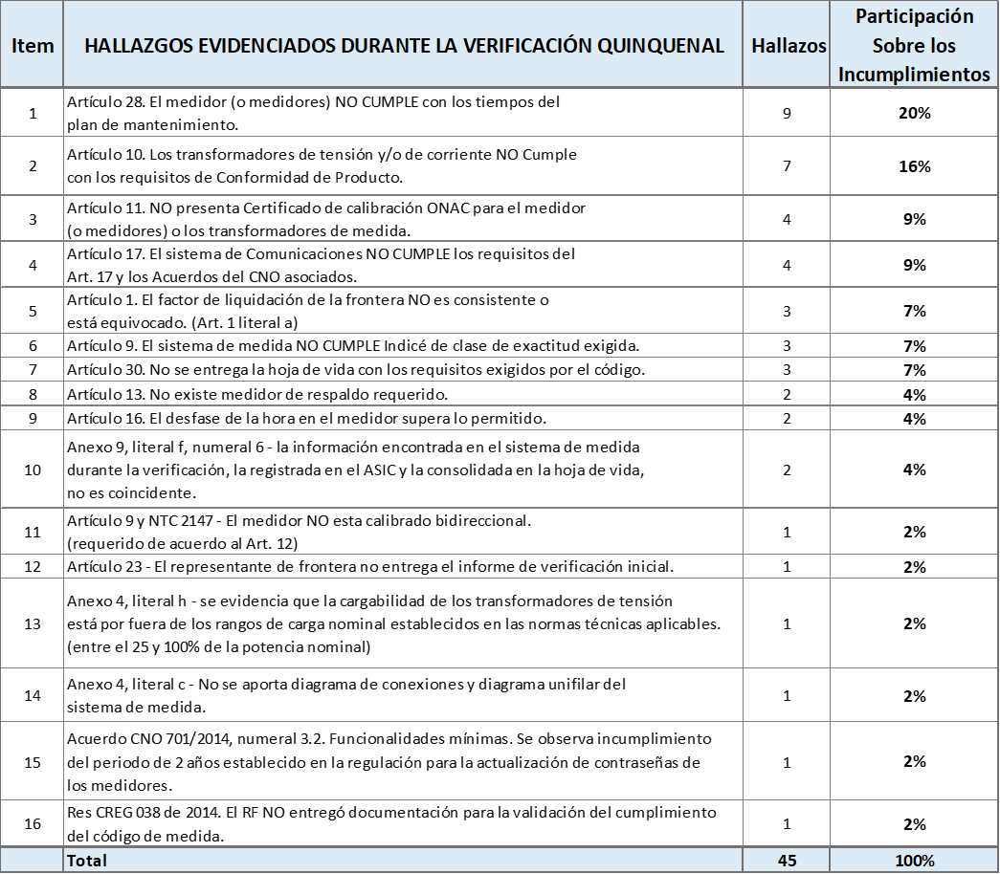 Item HALLAZGOS EVIDENCIADOS DURANTE LA VERIFICACIÓN QUINQUENAL Hallazos Participación
Sobre los
Incumplimientos
1 Artículo 28. El medidor (o medidores) NO CUMPLE con los tiempos del
plan de mantenimiento. 9 20%
2 Artículo 10. Los transformadores de tensión y/o de corriente NO Cumple
con los requisitos de Conformidad de Producto. 7 16%
3 Artículo 11. NO presenta Certificado de calibración ONAC para el medidor
(o medidores) o los transformadores de medida. 4 9%
4 Artículo 17. El sistema de Comunicaciones NO CUMPLE los requisitos del
Art. 17 y los Acuerdos del CNO asociados. 4 9%
5 Artículo 1. El factor de liquidación de la frontera NO es consistente o
está equivocado. (Art. 1 literal a) 3 7%
6 Artículo 9. El sistema de medida NO CUMPLE Indicé de clase de exactitud exigida. 3 7%
7 Artículo 30. No se entrega la hoja de vida con los requisitos exigidos por el código. 3 7%
8 Artículo 13. No existe medidor de respaldo requerido. 2 4%
9 Artículo 16. El desfase de la hora en el medidor supera lo permitido. 2 4%
10 Anexo 9, literal f, numeral 6 - la información encontrada en el sistema de medida
durante la verificación, la registrada en el ASIC y la consolidada en la hoja de vida,
no es coincidente. 2 4%
11 Artículo 9 y NTC 2147 - El medidor NO esta calibrado bidireccional.
(requerido de acuerdo al Art. 12) 1 2%
12 Artículo 23 - El representante de frontera no entrega el informe de verificación inicial. 1 2%
13 Anexo 4, literal h - se evidencia que la cargabilidad de los transformadores de tensión
está por fuera de los rangos de carga nominal establecidos en las normas técnicas aplicables.
(entre el 25 y 100% de la potencia nominal) 1 2%
14 Anexo 4, literal c - No se aporta diagrama de conexiones y diagrama unifilar del
sistema de medida. 1 2%
15 Acuerdo CNO 701/2014, numeral 3.2. Funcionalidades mínimas. Se observa incumplimiento
del periodo de 2 años establecido en la regulación para la actualización de contraseñas de
los medidores. 1 2%
16 Res CREG 038 de 2014. El RF NO entregó documentación para la validación del cumplimiento
del código de medida. 1 2%
Total 45 100%